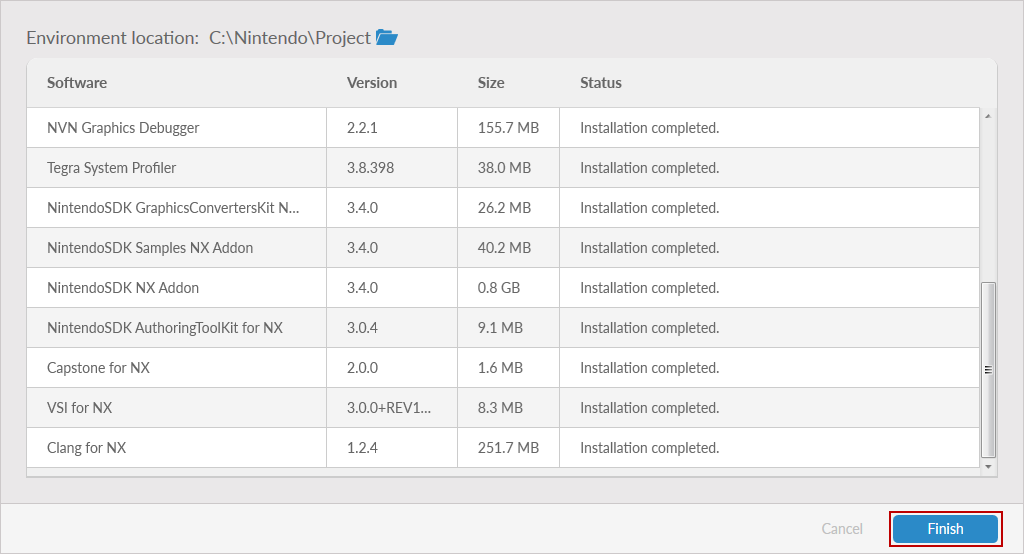 Environment location: C:\Nintendo\Project
Software Version Size Status
NVN Graphics Debugger 2.2.1 155.7 MB Installation completed.
Tegra System Profiler 3.8.398 38.0 MB Installation completed.
NintendoSDK GraphicsConvertersKit N... 3.4.0 26.2 MB Installation completed.
NintendoSDK Samples NX Addon 3.4.0 40.2 MB Installation completed.
NintendoSDK NX Addon 3.4.0 0.8 GB Installation completed.
NintendoSDK AuthoringToolKit for NX 3.0.4 9.1 MB Installation completed.
Capstone for NX 2.0.0 1.6 MB Installation completed.
VSI for NX 3.0.0+REV1... 8.3 MB Installation completed.
Clang for NX 1.2.4 251.7 MB Installation completed.
Cancel Finish